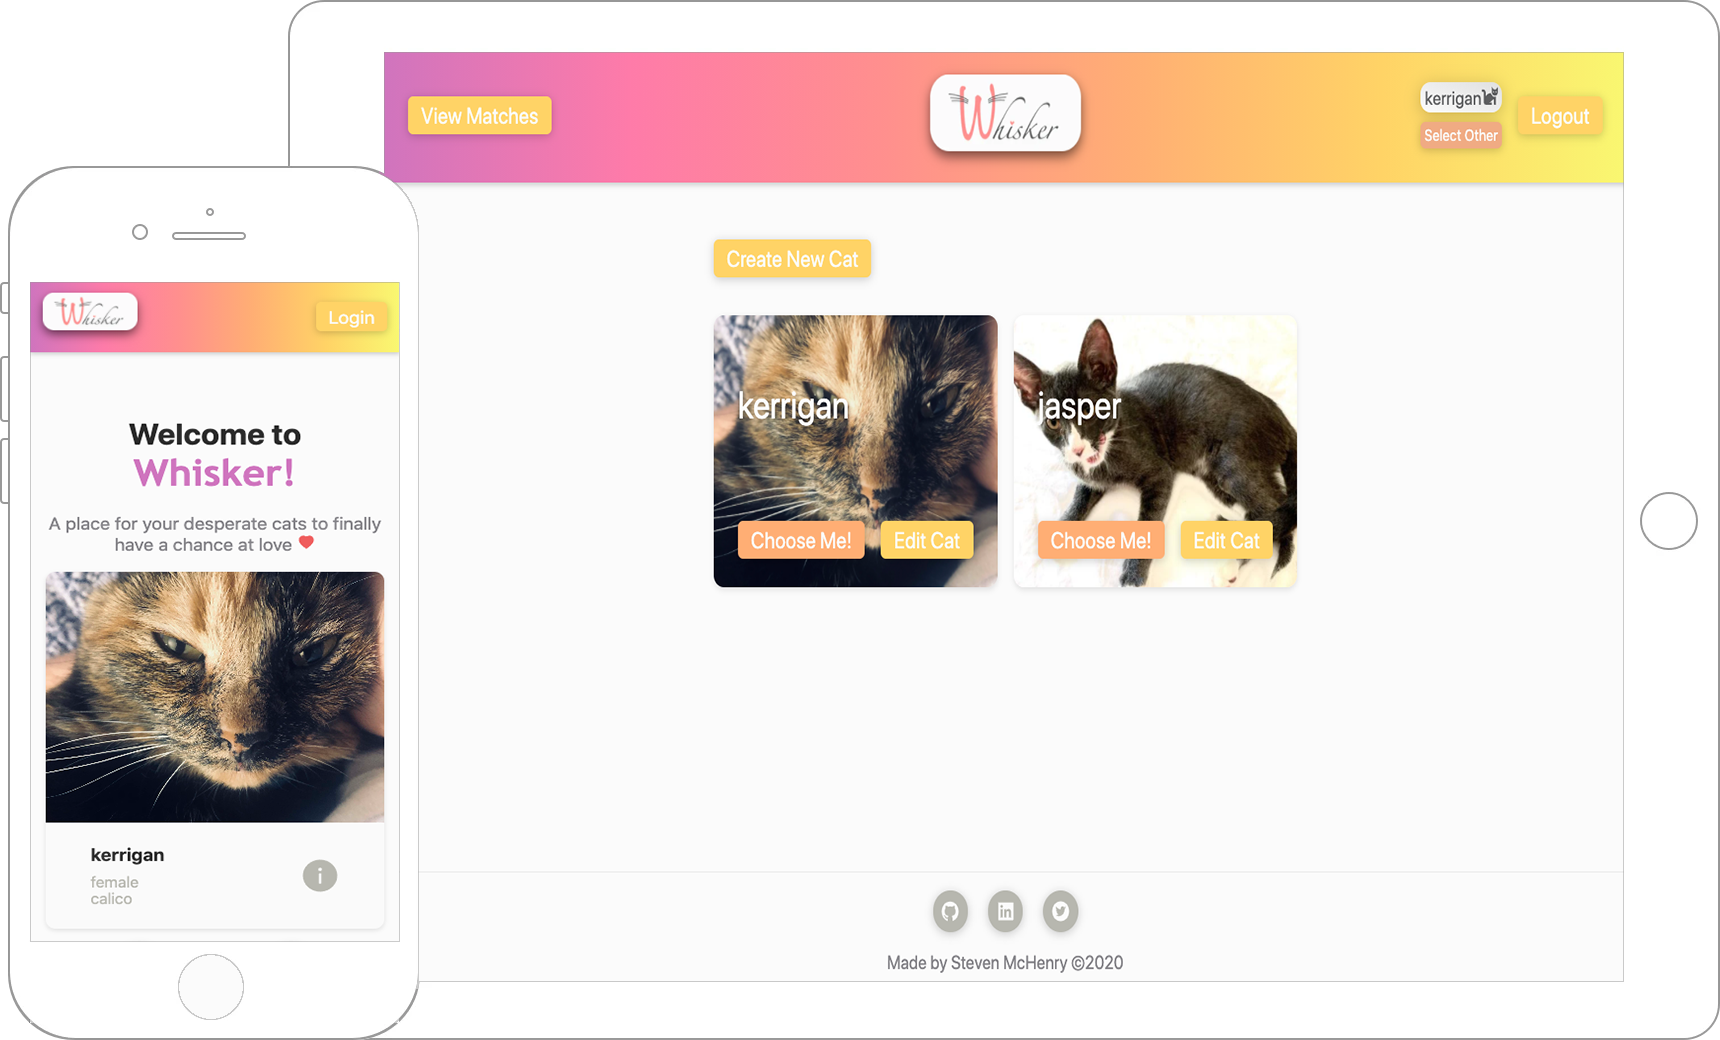 View Matches
Whisker
kerrigan
Select Other
Logout
Create New Cat
kerrigan
Choose Me!
Edit Cat
jasper
Choose Me!
Edit Cat
in
Made by Steven McHenry ©2020
Whisker
Login
Welcome to
Whisker!
A place for your desperate cats to finally
have a chance at love
kerrigan
female
calico
i